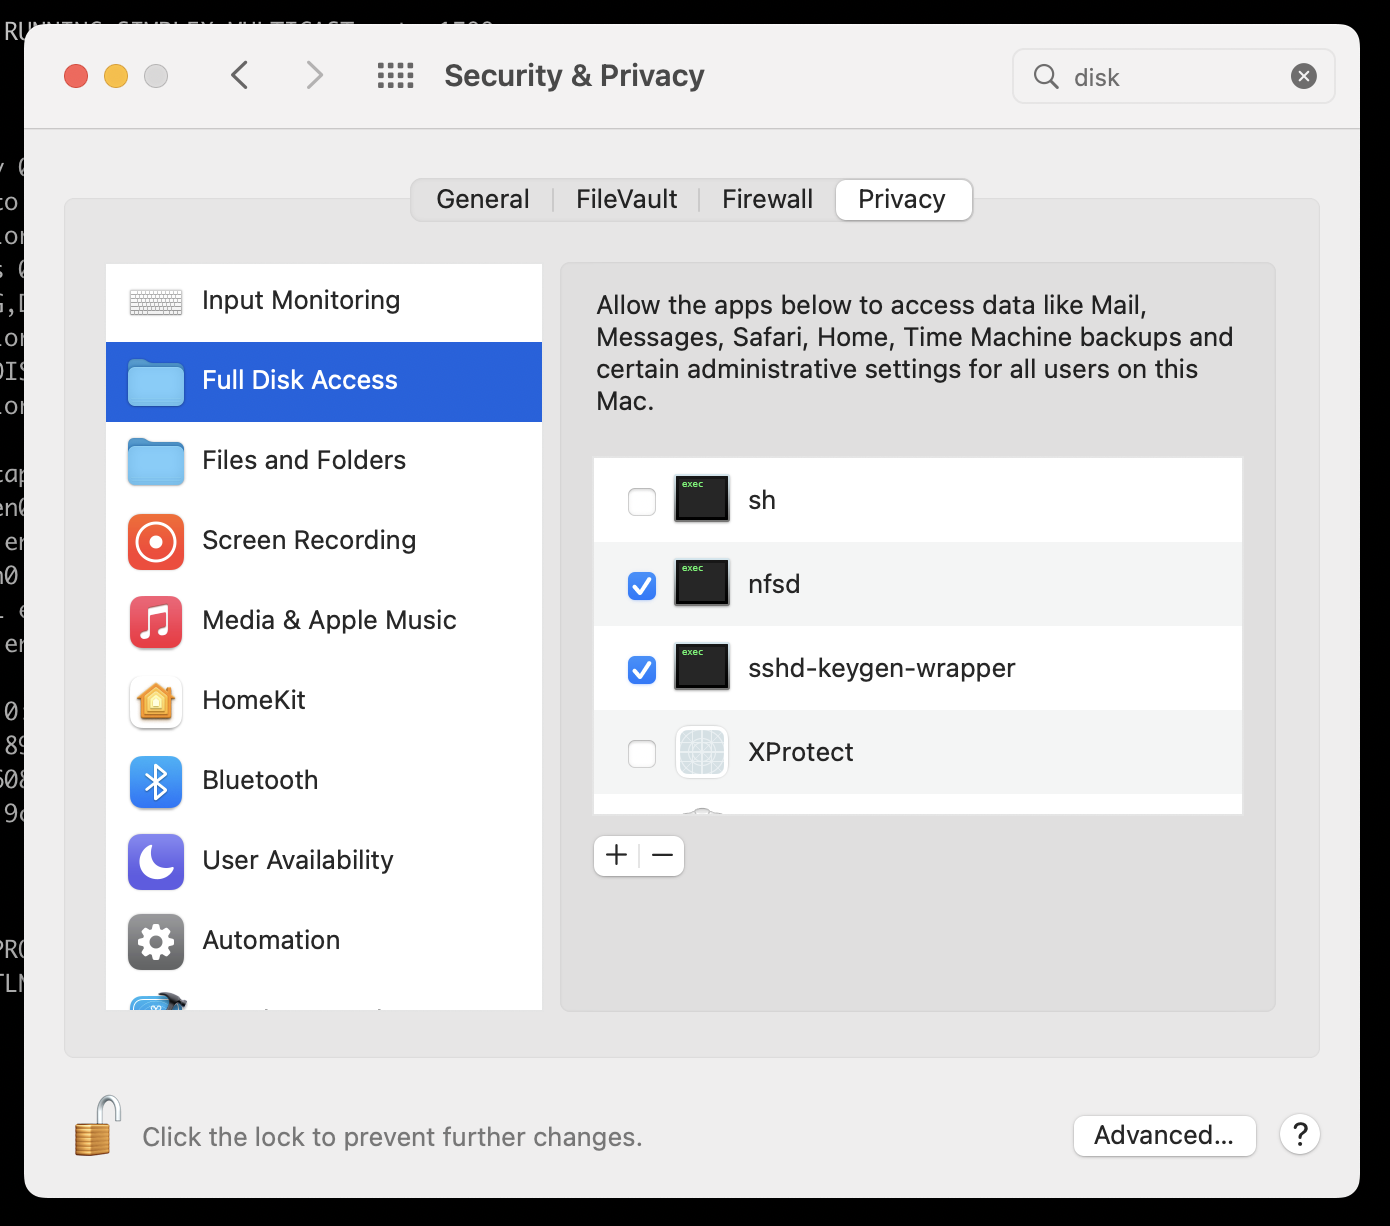 Security & Privacy
disk
General
FileVault
Firewall
Privacy
Input Monitoring
Full Disk Access
Files and Folders
Screen Recording
Media & Apple Music
HomeKit
Bluetooth
User Availability
Automation
Allow the apps below to access data like Mail,
Messages, Safari, Home, Time Machine backups and
certain administrative settings for all users on this
Mac.
exec
sh
exec
nfsd
exec
sshd-keygen-wrapper
XProtect
Click the lock to prevent further changes.
Advanced...
?